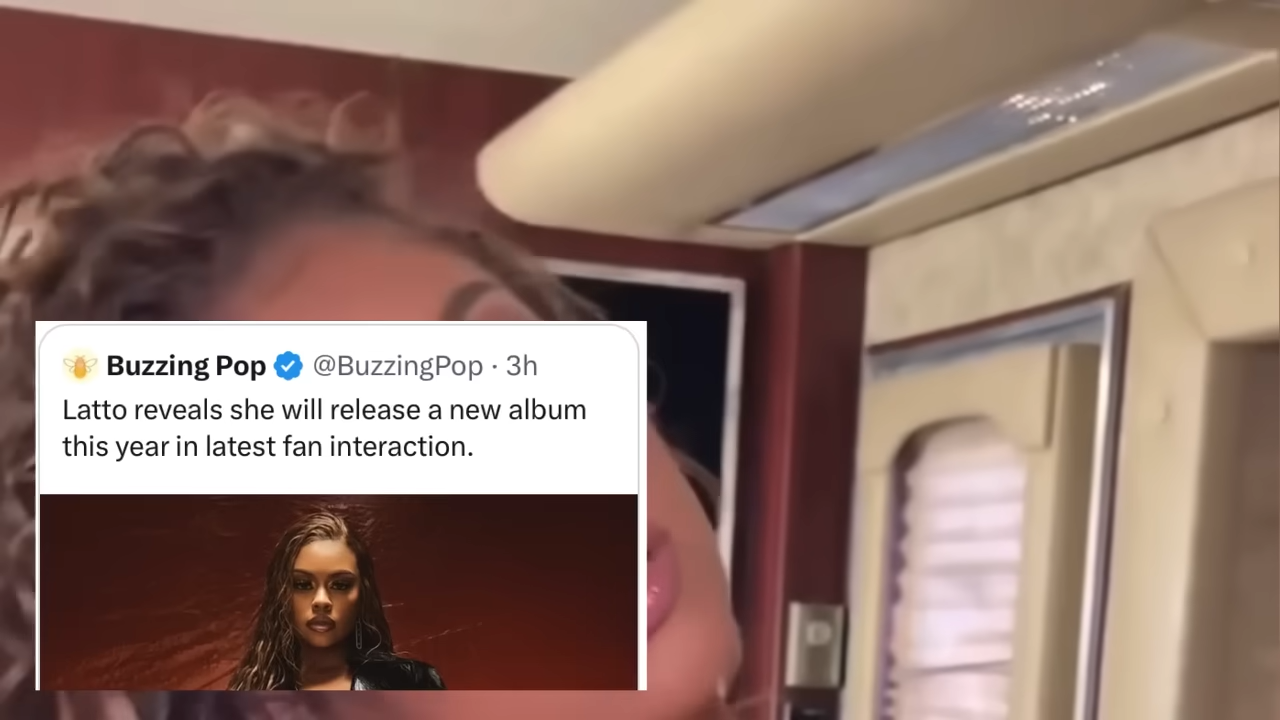 Buzzing Pop @BuzzingPop · 3h
Latto reveals she will release a new album
this year in latest fan interaction.